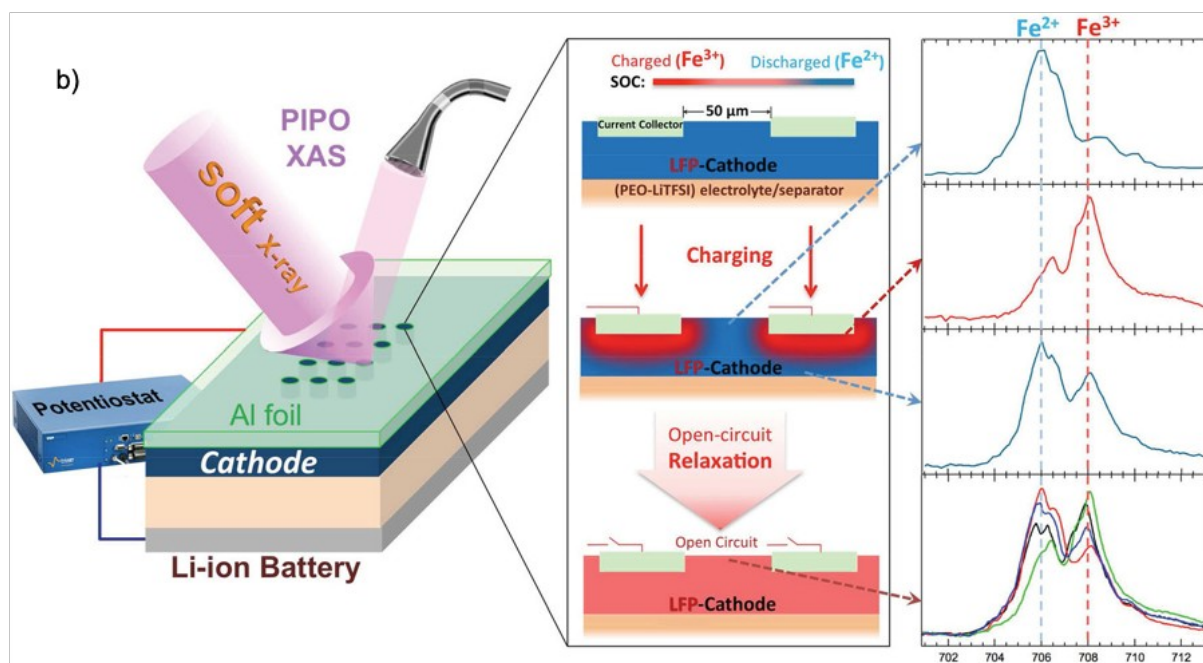 b)
PIPO
XAS
soft x-ray
Potentiostat
Al foil
Cathode
Li-ion Battery
Charged (Fe3+) Discharged (Fe2+)
SOC:
50 μm
Current Collector
LFP-Cathode
(PEO-LiTFSI) electrolyte/separator
Charging
LFP-Cathode
Open-circuit
Relaxation
Open Circuit
LFP-Cathode
Fe2+ Fe3+
702 704 706 708 710 712